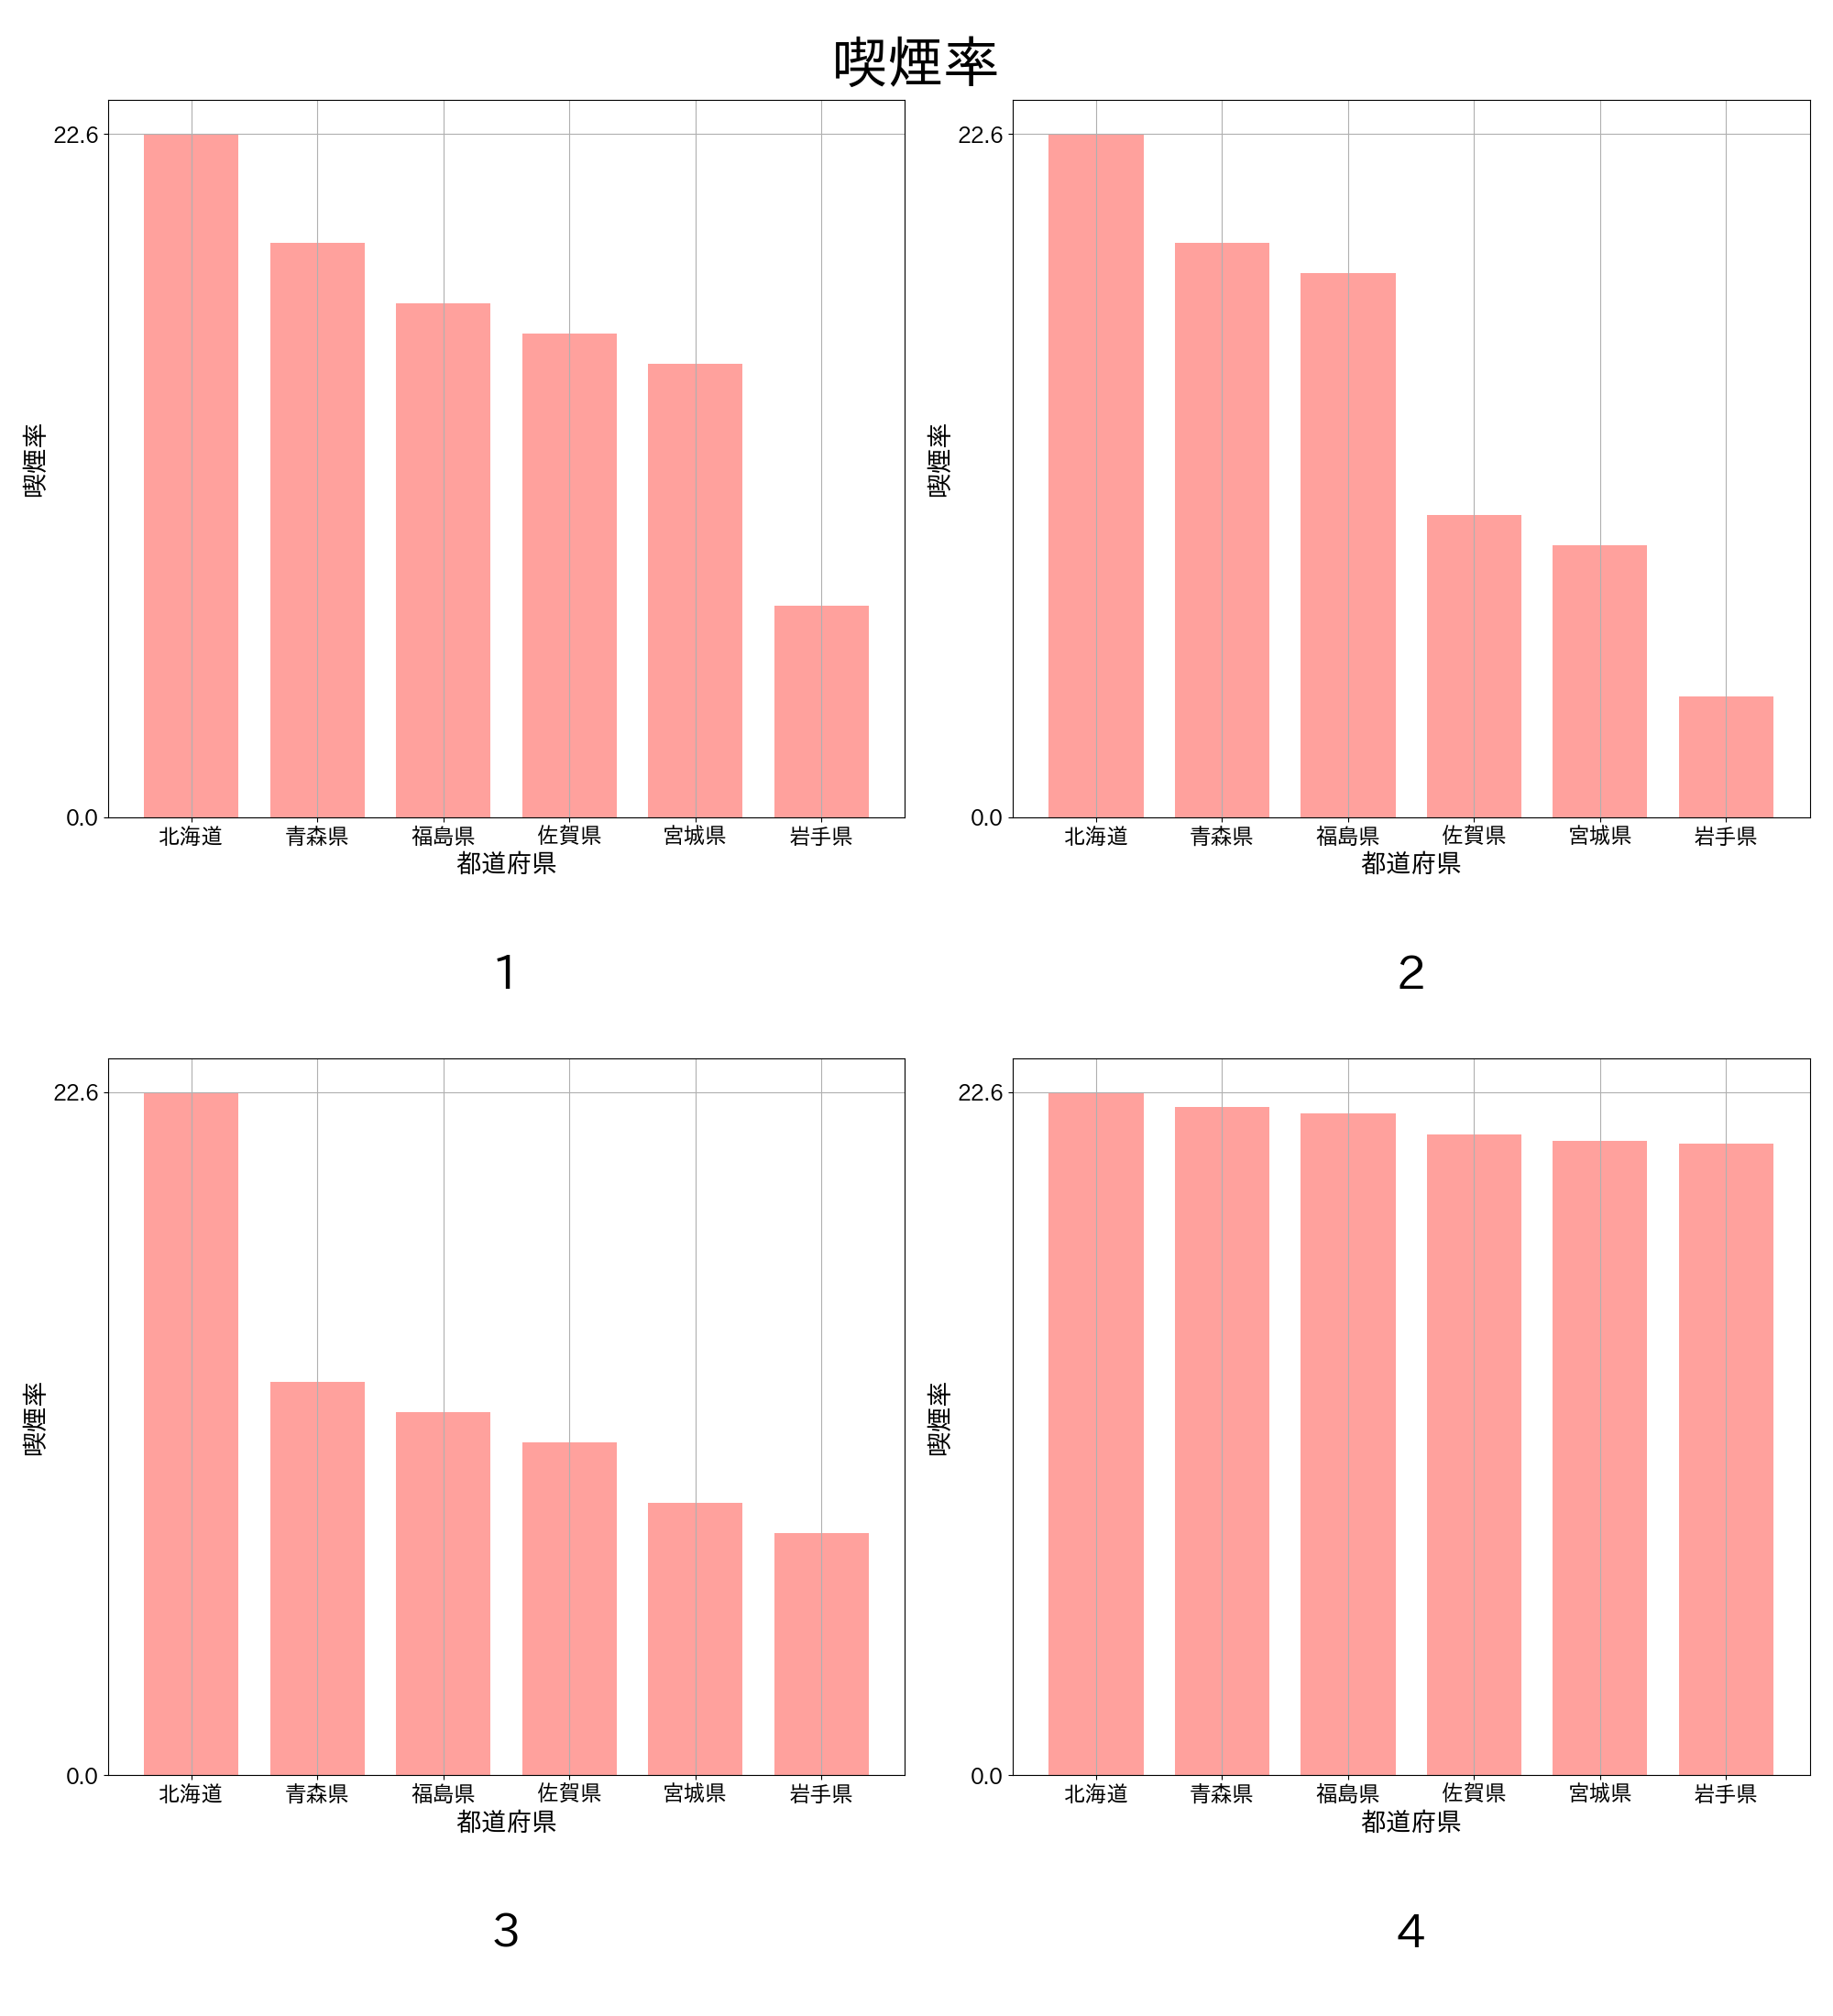 喫煙率
22.6
喫煙率
0.0
北海道 青森県 福島県 佐賀県 宮城県 岩手県
都道府県
1
22.6
喫煙率
0.0
北海道 青森県 福島県 佐賀県 宮城県 岩手県
都道府県
2
22.6
喫煙率
0.0
北海道 青森県 福島県 佐賀県 宮城県 岩手県
都道府県
3
22.6
喫煙率
0.0
北海道 青森県 福島県 佐賀県 宮城県 岩手県
都道府県
4